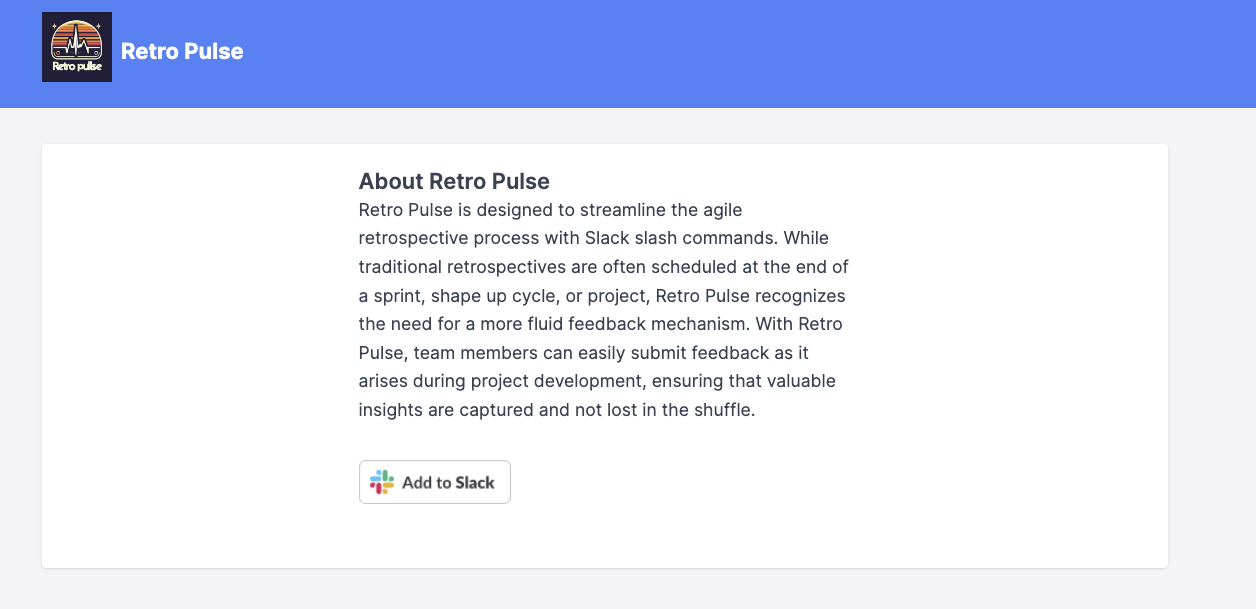 Retro pulse
Retro Pulse
About Retro Pulse
Retro Pulse is designed to streamline the agile
retrospective process with Slack slash commands. While
traditional retrospectives are often scheduled at the end of
a sprint, shape up cycle, or project, Retro Pulse recognizes
the need for a more fluid feedback mechanism. With Retro
Pulse, team members can easily submit feedback as it
arises during project development, ensuring that valuable
insights are captured and not lost in the shuffle.
Add to Slack